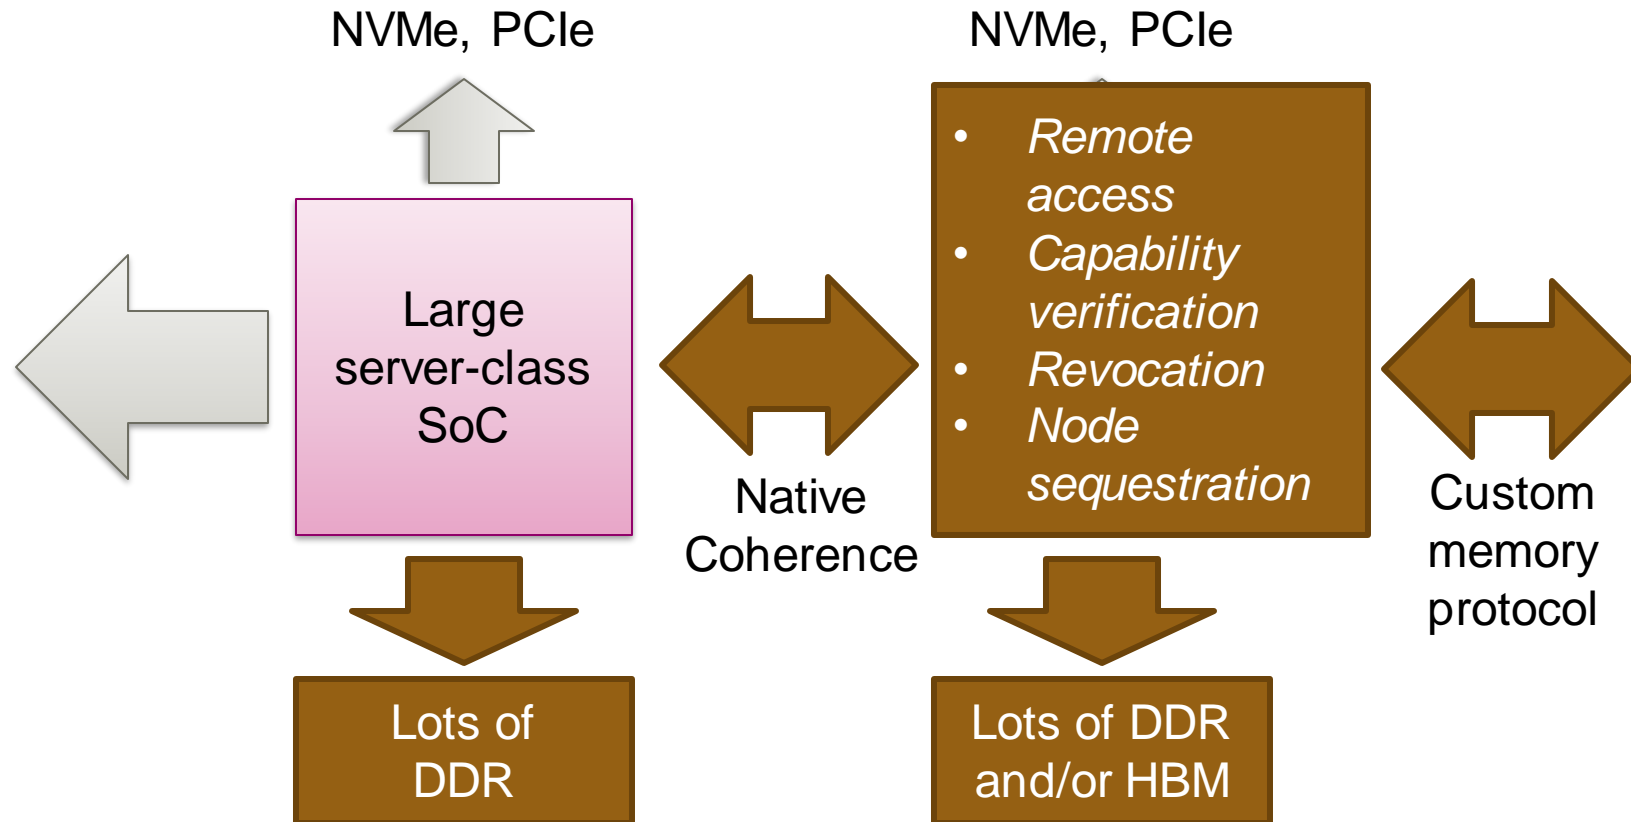 NVMe, PCIe
NVMe, PCIe
Large
server-class
SoC
Native
Coherence
• Remote
access
• Capability
verification
• Revocation
• Node
sequestration
Custom
memory
protocol
Lots of
DDR
Lots of DDR
and/or HBM